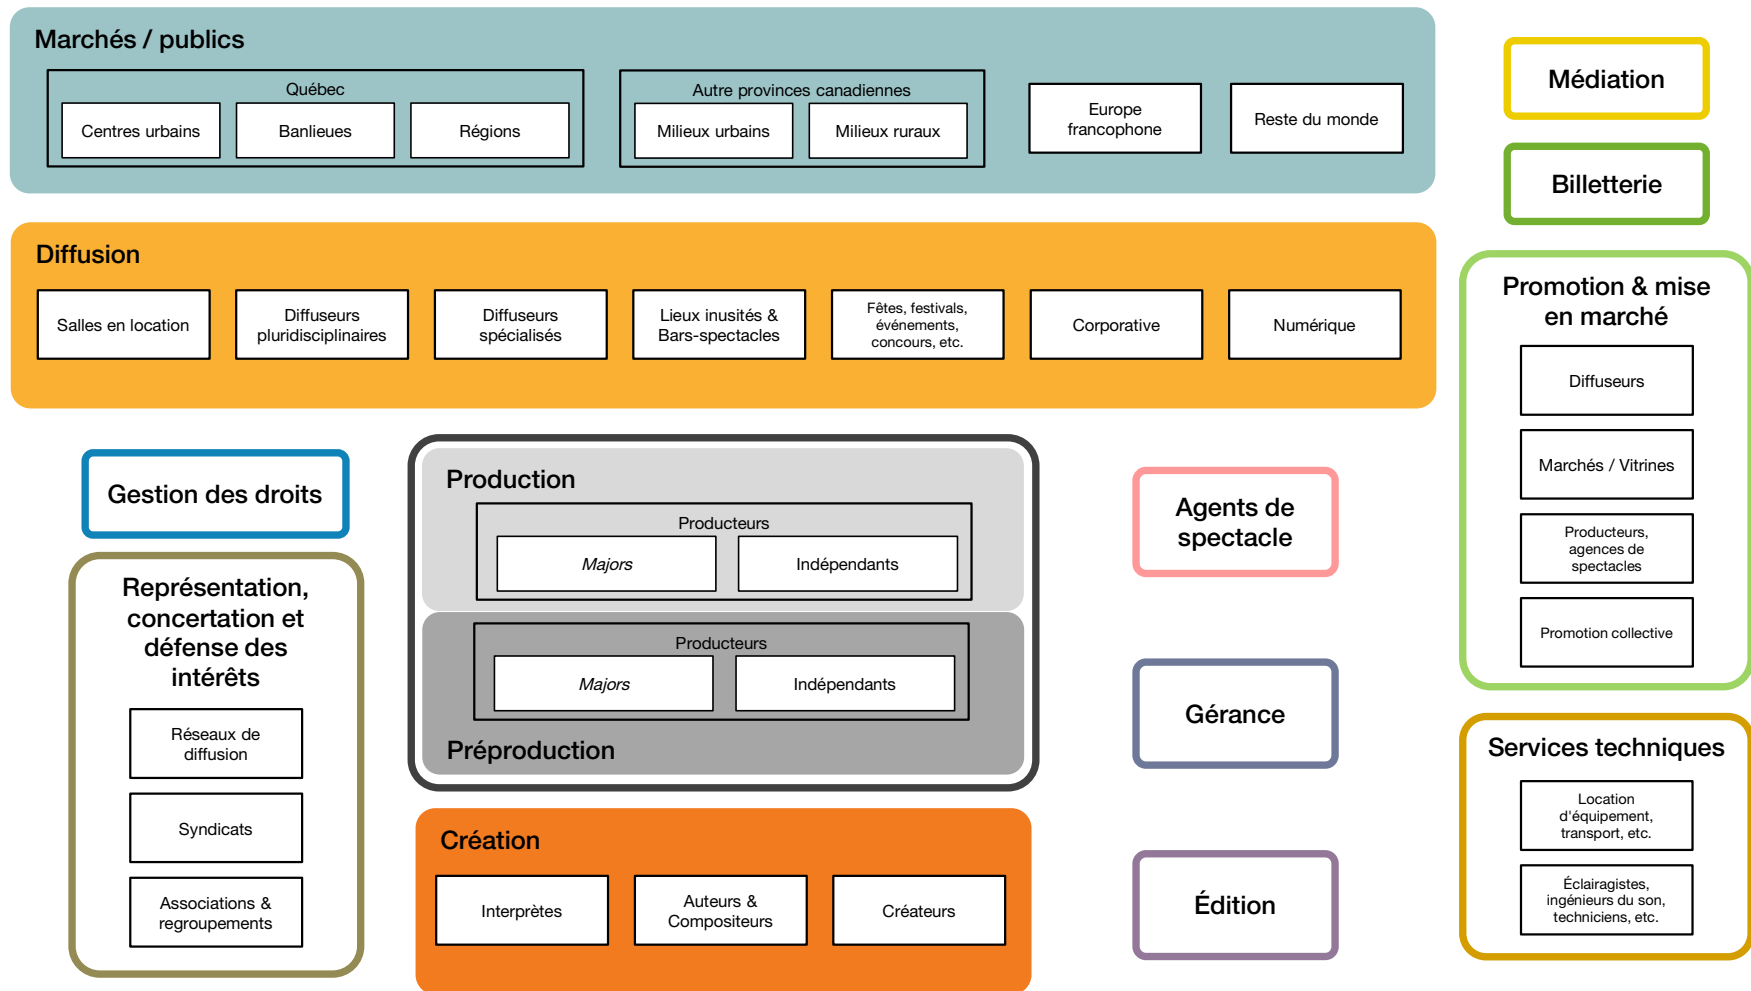 Marchés / publics
Québec
Centres urbains
Banlieues
Régions
Autre provinces canadiennes
Milieux urbains
Milieux ruraux
Europe
francophone
Reste du monde
Médiation
Billetterie
Diffusion
Salles en location
Diffuseurs
pluridisciplinaires
Diffuseurs
spécialisés
Lieux inusités &
Bars-spectacles
Fêtes, festivals,
événements,
concours, etc.
Corporative
Numérique
Promotion & mise
en marché
Diffuseurs
Marchés / Vitrines
Producteurs,
agences de
spectacles
Promotion collective
Gestion des droits
Représentation,
concertation et
défense des
intérêts
Réseaux de
diffusion
Syndicats
Associations &
regroupements
Production
Producteurs
Majors
Indépendants
Producteurs
Majors
Indépendants
Préproduction
Création
Interprètes
Auteurs &
Compositeurs
Créateurs
Agents de
spectacle
Gérance
Édition
Services techniques
Location
d'équipement,
transport, etc.
Éclairagistes,
ingénieurs du son,
techniciens, etc.